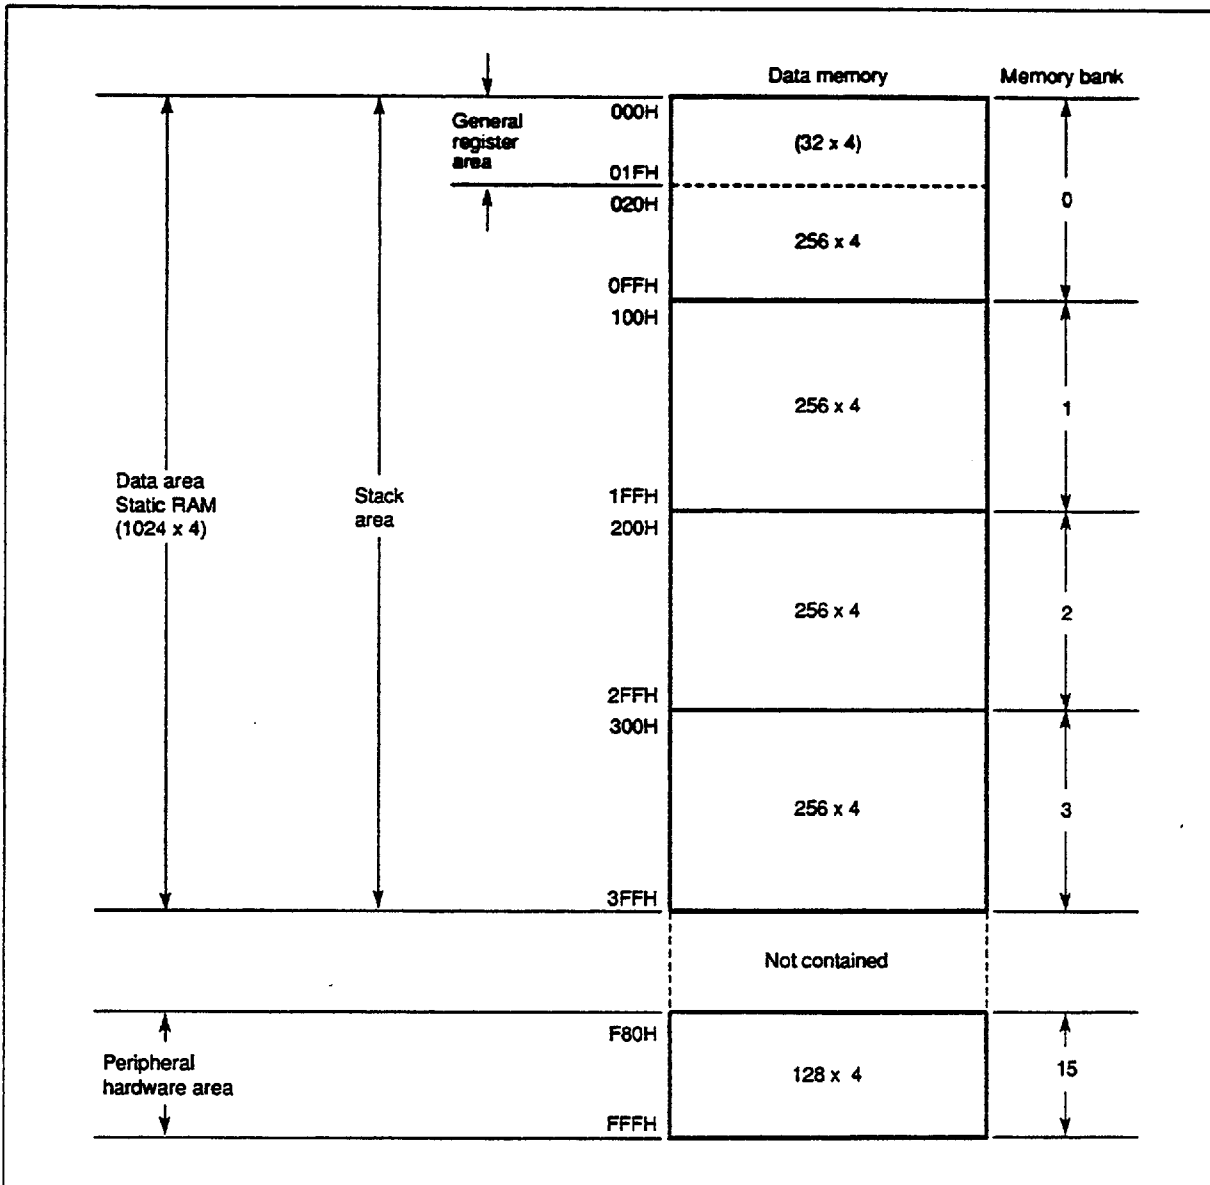 Data memory
Memory bank
000H
General
register
area
(32 x 4)
01FH
020H
0
256 x 4
0FFH
100H
256 x 4
1
Data area
Static RAM
(1024 x 4)
Stack
area
1FFH
200H
256 x 4
2
2FFH
300H
256 x 4
3
3FFH
Not contained
F80H
Peripheral
hardware area
128 x 4
15
FFFH